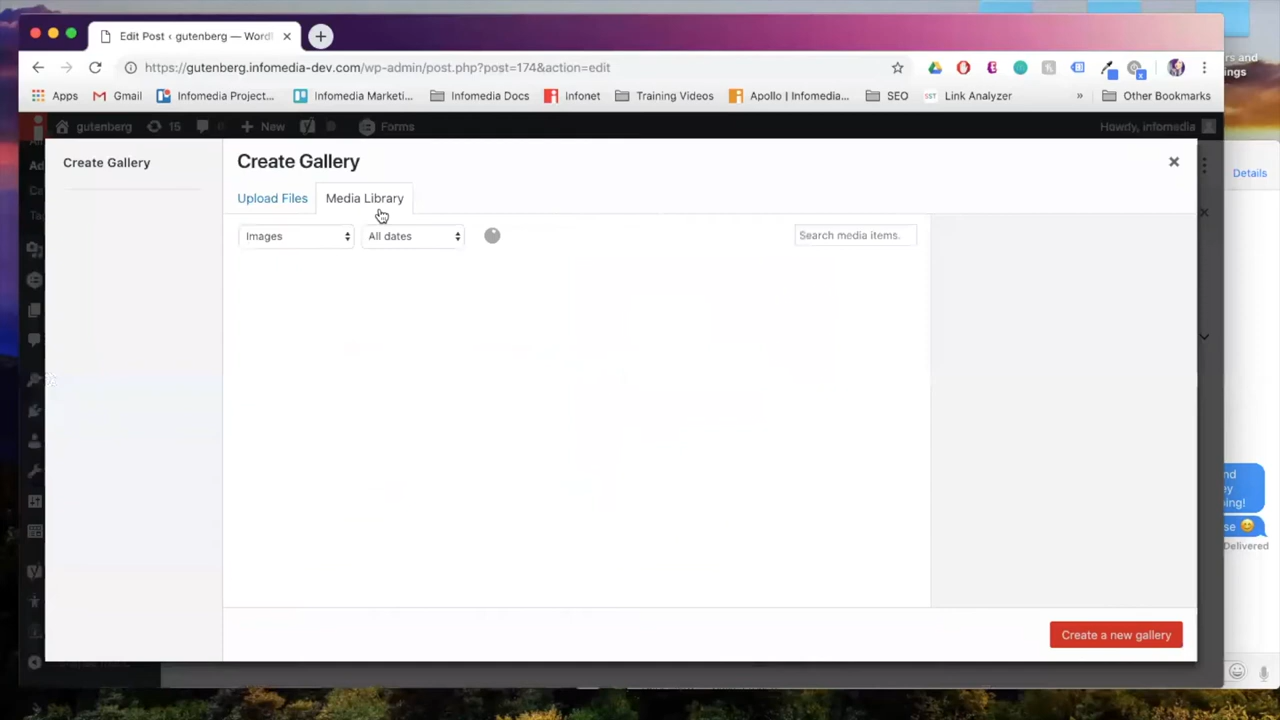 Edit Post ‹ gutenberg — Word
https://gutenberg.infomedia-dev.com/wp-admin/post.php?post=174&action=edit
Apps Gmail Infomedia Project... Infomedia Marketi... Infomedia Docs Infonet Training Videos Apollo | Infomedia... SEO SST Link Analyzer » Other Bookmarks
gutenberg 15 New Forms Howdy, infomedia
Create Gallery
Create Gallery
Upload Files Media Library
Images All dates Search media items.
Create a new gallery
Details
Delivered